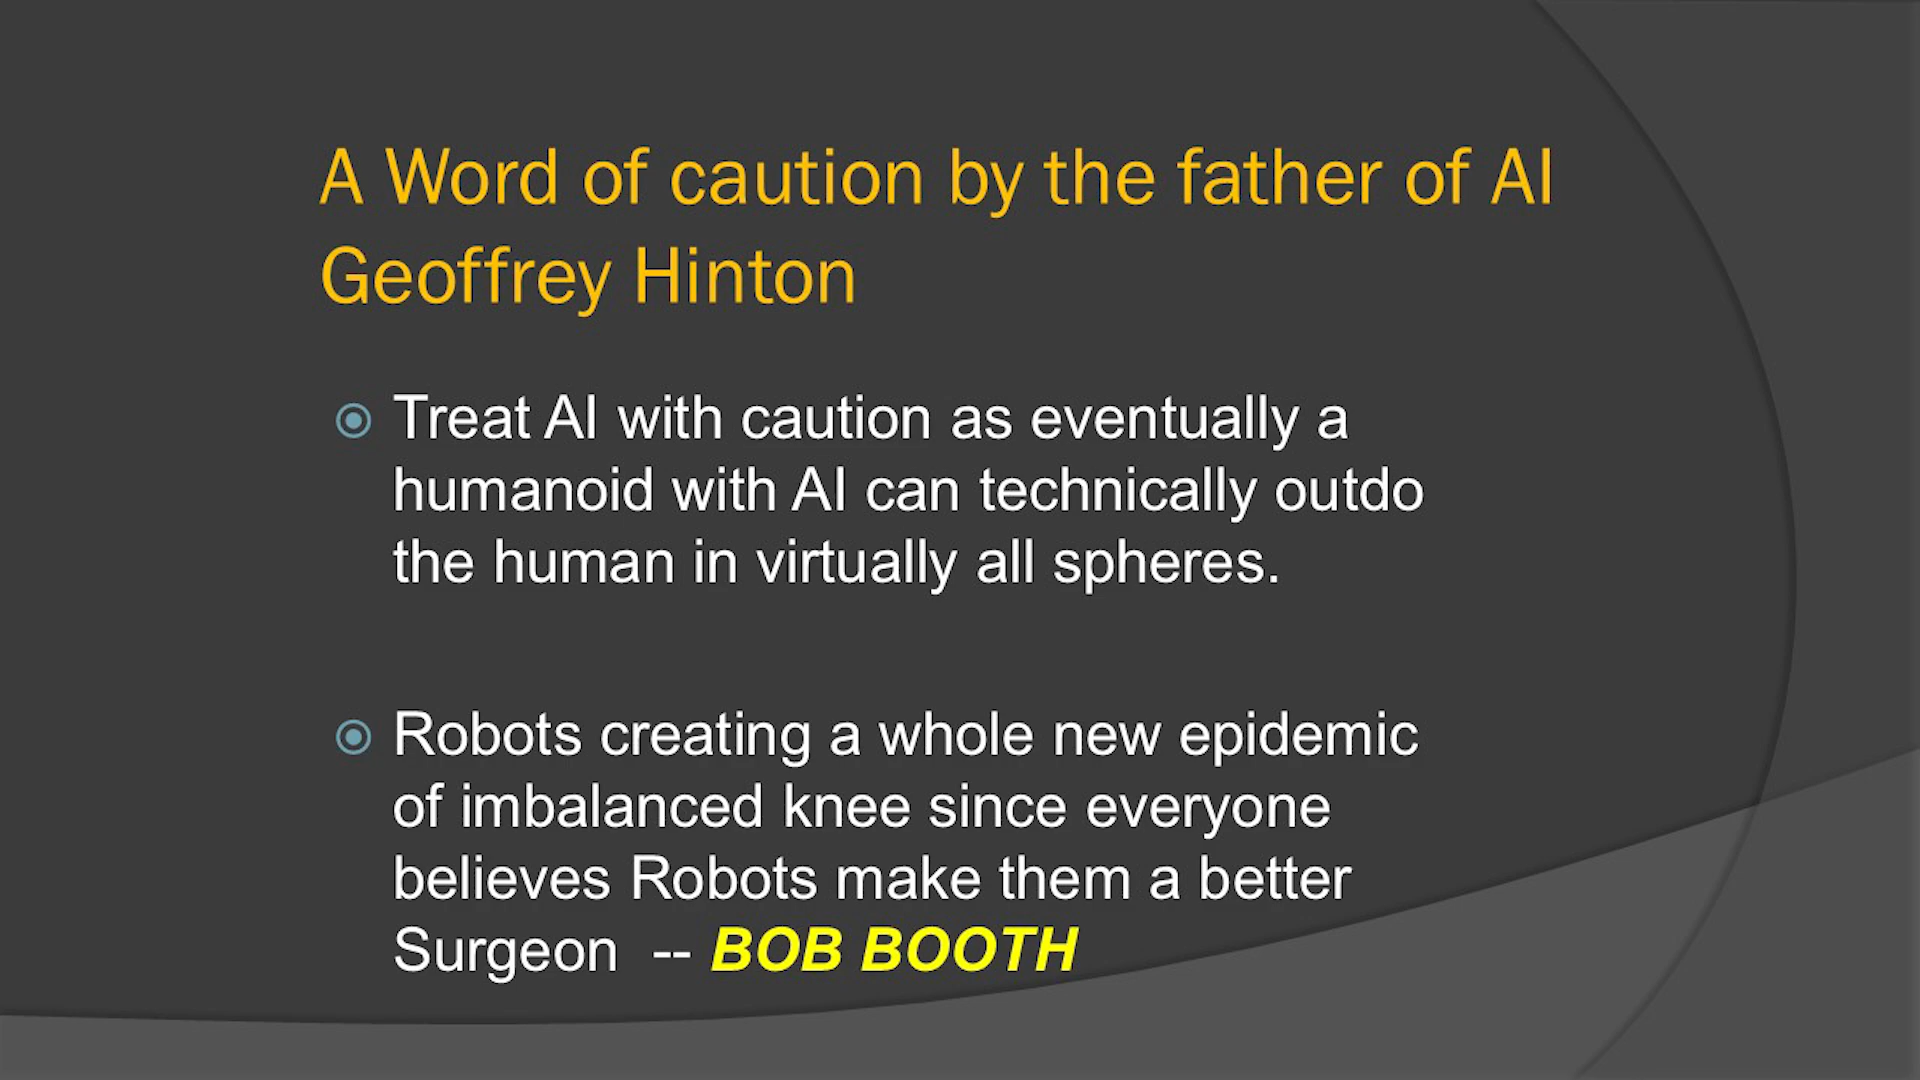 A Word of caution by the father of AI
Geoffrey Hinton
Treat AI with caution as eventually a
humanoid with AI can technically outdo
the human in virtually all spheres.
Robots creating a whole new epidemic
of imbalanced knee since everyone
believes Robots make them a better
Surgeon -- BOB BOOTH